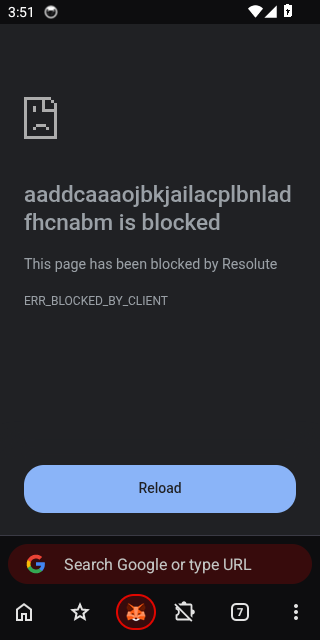 3:51
aaddcaaaojbkjailacplbnlad
fhcnabm is blocked
This page has been blocked by Resolute
ERR_BLOCKED_BY_CLIENT
Reload
Search Google or type URL
7